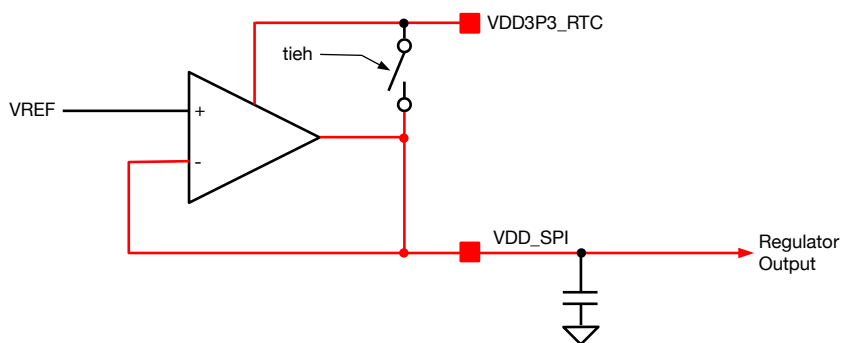 VDD3P3_RTC
tieh
VREF
+
-
VDD_SPI
Regulator
Output